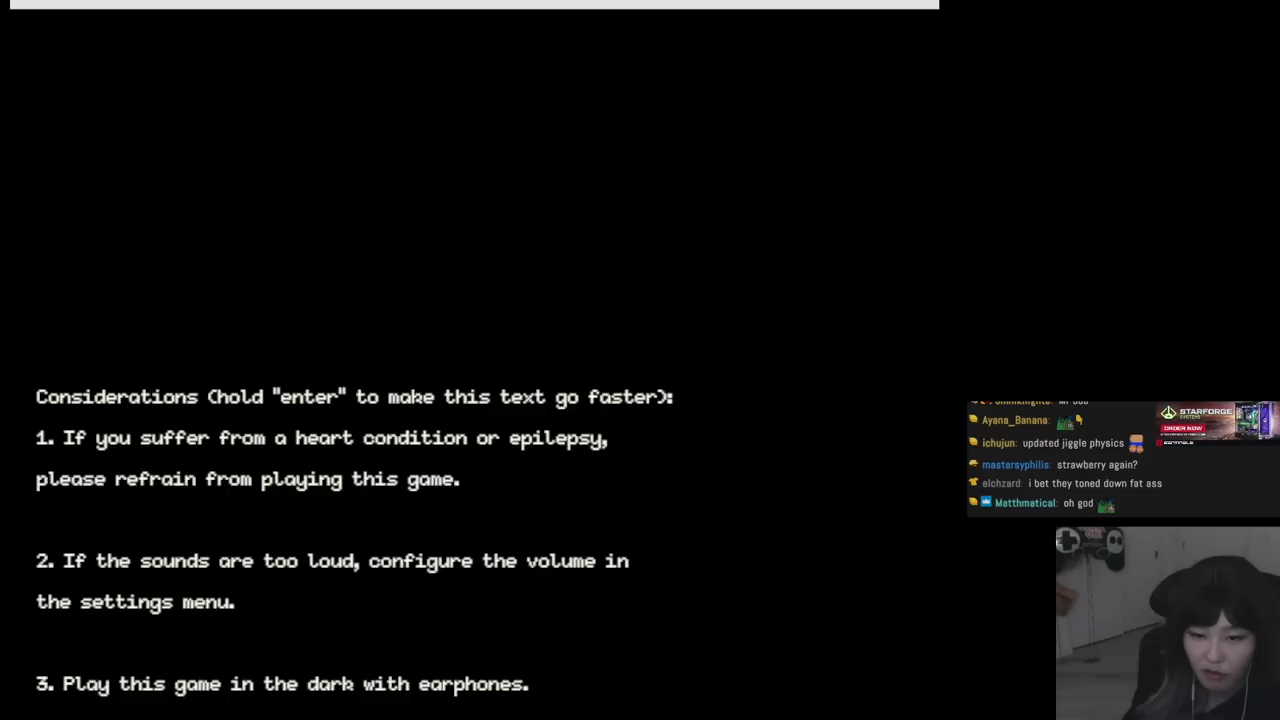 Considerations (hold "enter" to make this text go faster):
1. If you suffer from a heart condition or epilepsy,
please refrain from playing this game.
2. If the sounds are too loud, configure the volume in
the settings menu.
3. Play this game in the dark with earphones.
Ayana_Banana:
ichujun: updated jiggle physics
mastersyphilis: strawberry again?
elchzard: i bet they toned down fat ass
Matthmatical: oh god
STARFORGE
SYSTEMS
ORDER NOW